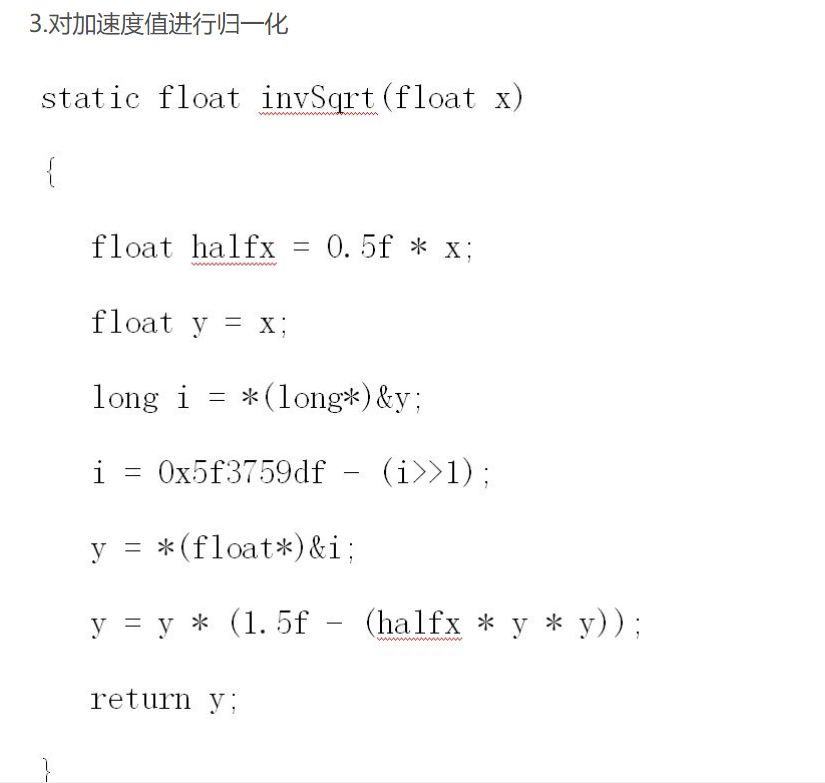 3.对加速度值进行归一化
static float invSqrt(float x)
{
float halfx = 0.5f * x;
float y = x;
long i = *(long*)&y;
i = 0x5f3759df - (i>>1);
y = *(float*)&i;
y = y * (1.5f - (halfx * y * y));
return y;
}